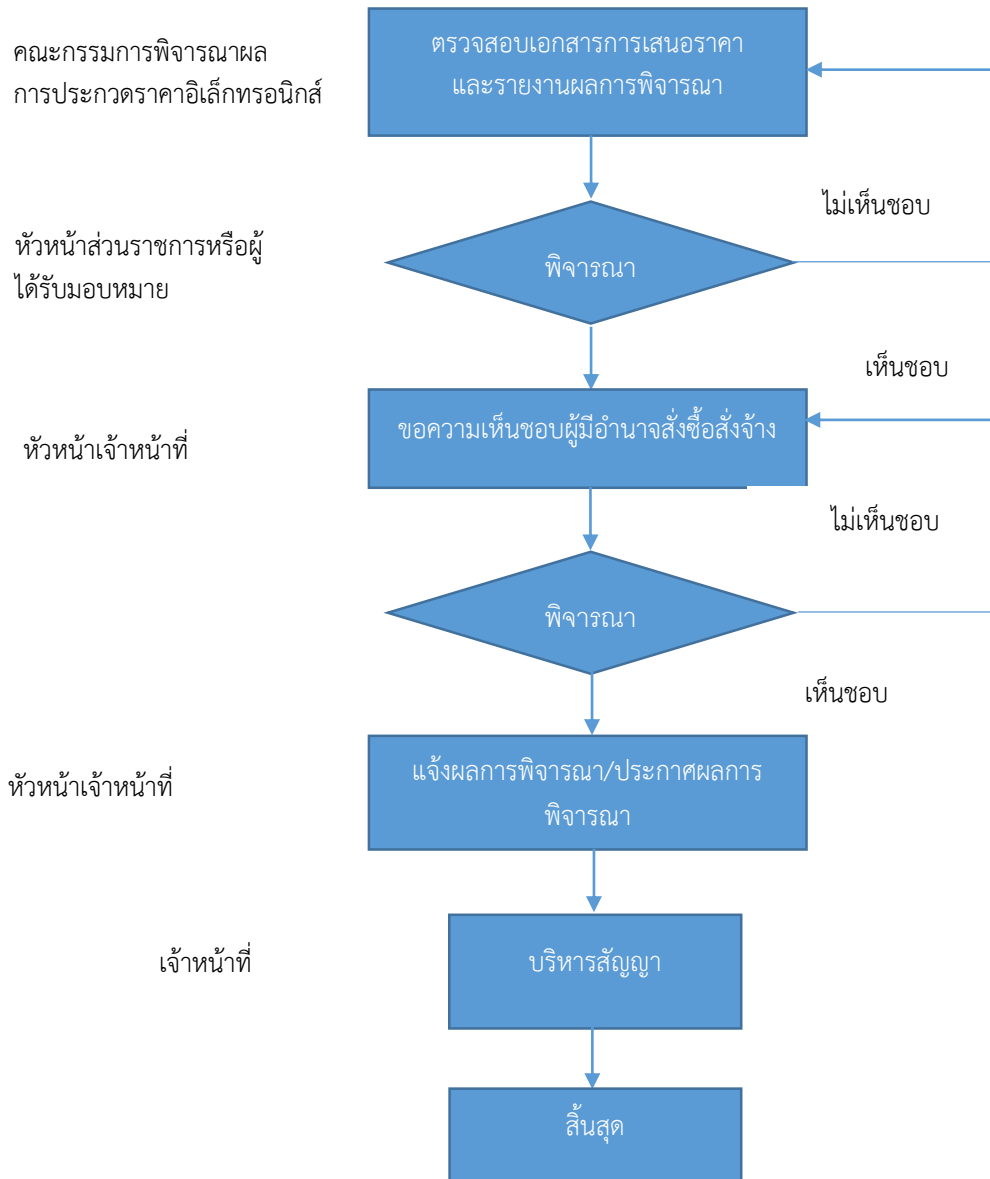 คณะกรรมการพิจารณาผล
การประกวดราคาอิเล็กทรอนิกส์
ตรวจสอบเอกสารการเสนอราคา
และรายงานผลการพิจารณา
ไม่เห็นชอบ
หัวหน้าส่วนราชการหรือผู้
ได้รับมอบหมาย
พิจารณา
เห็นชอบ
หัวหน้าเจ้าหน้าที่
ขอความเห็นชอบผู้มีอำนาจสั่งซื้อสั่งจ้าง
ไม่เห็นชอบ
พิจารณา
เห็นชอบ
หัวหน้าเจ้าหน้าที่
แจ้งผลการพิจารณา/ประกาศผลการ
พิจารณา
เจ้าหน้าที่
บริหารสัญญา
สิ้นสุด